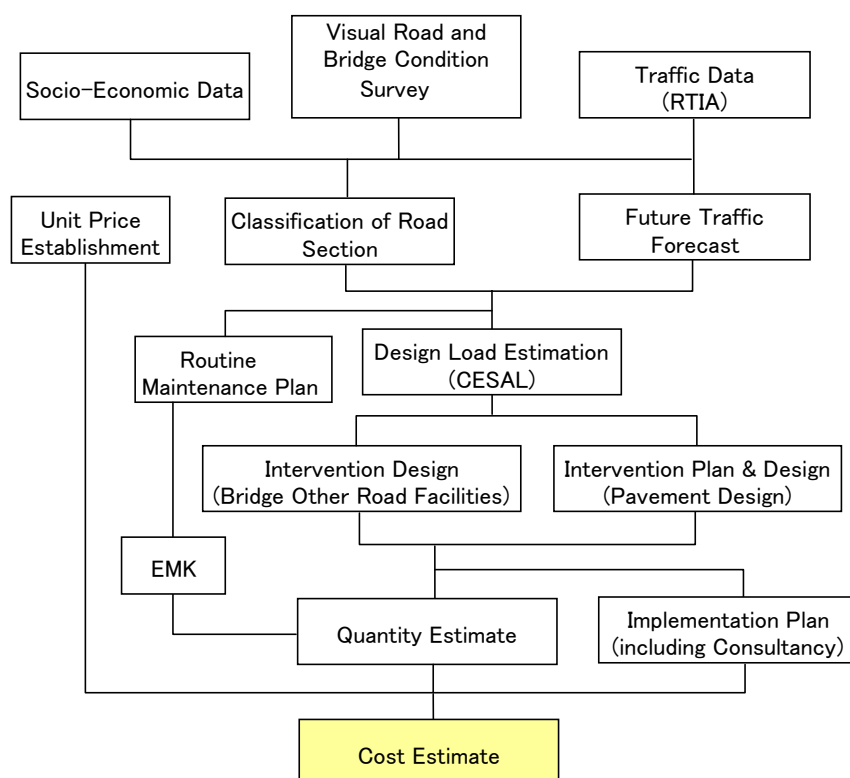 Socio-Economic Data
Visual Road and
Bridge Condition
Survey
Traffic Data
(RTIA)
Unit Price
Establishment
Classification of Road
Section
Future Traffic
Forecast
Routine
Maintenance Plan
Design Load Estimation
(CESAL)
Intervention Design
(Bridge Other Road Facilities)
Intervention Plan & Design
(Pavement Design)
EMK
Quantity Estimate
Implementation Plan
(including Consultancy)
Cost Estimate